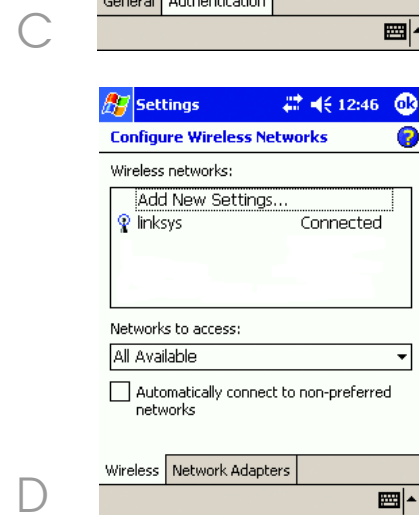 General Authentication
C
Settings 12:46 ok
Configure Wireless Networks ?
Wireless networks:
Add New Settings...
linksys Connected
Networks to access:
All Available
Automatically connect to non-preferred
networks
Wireless Network Adapters
D